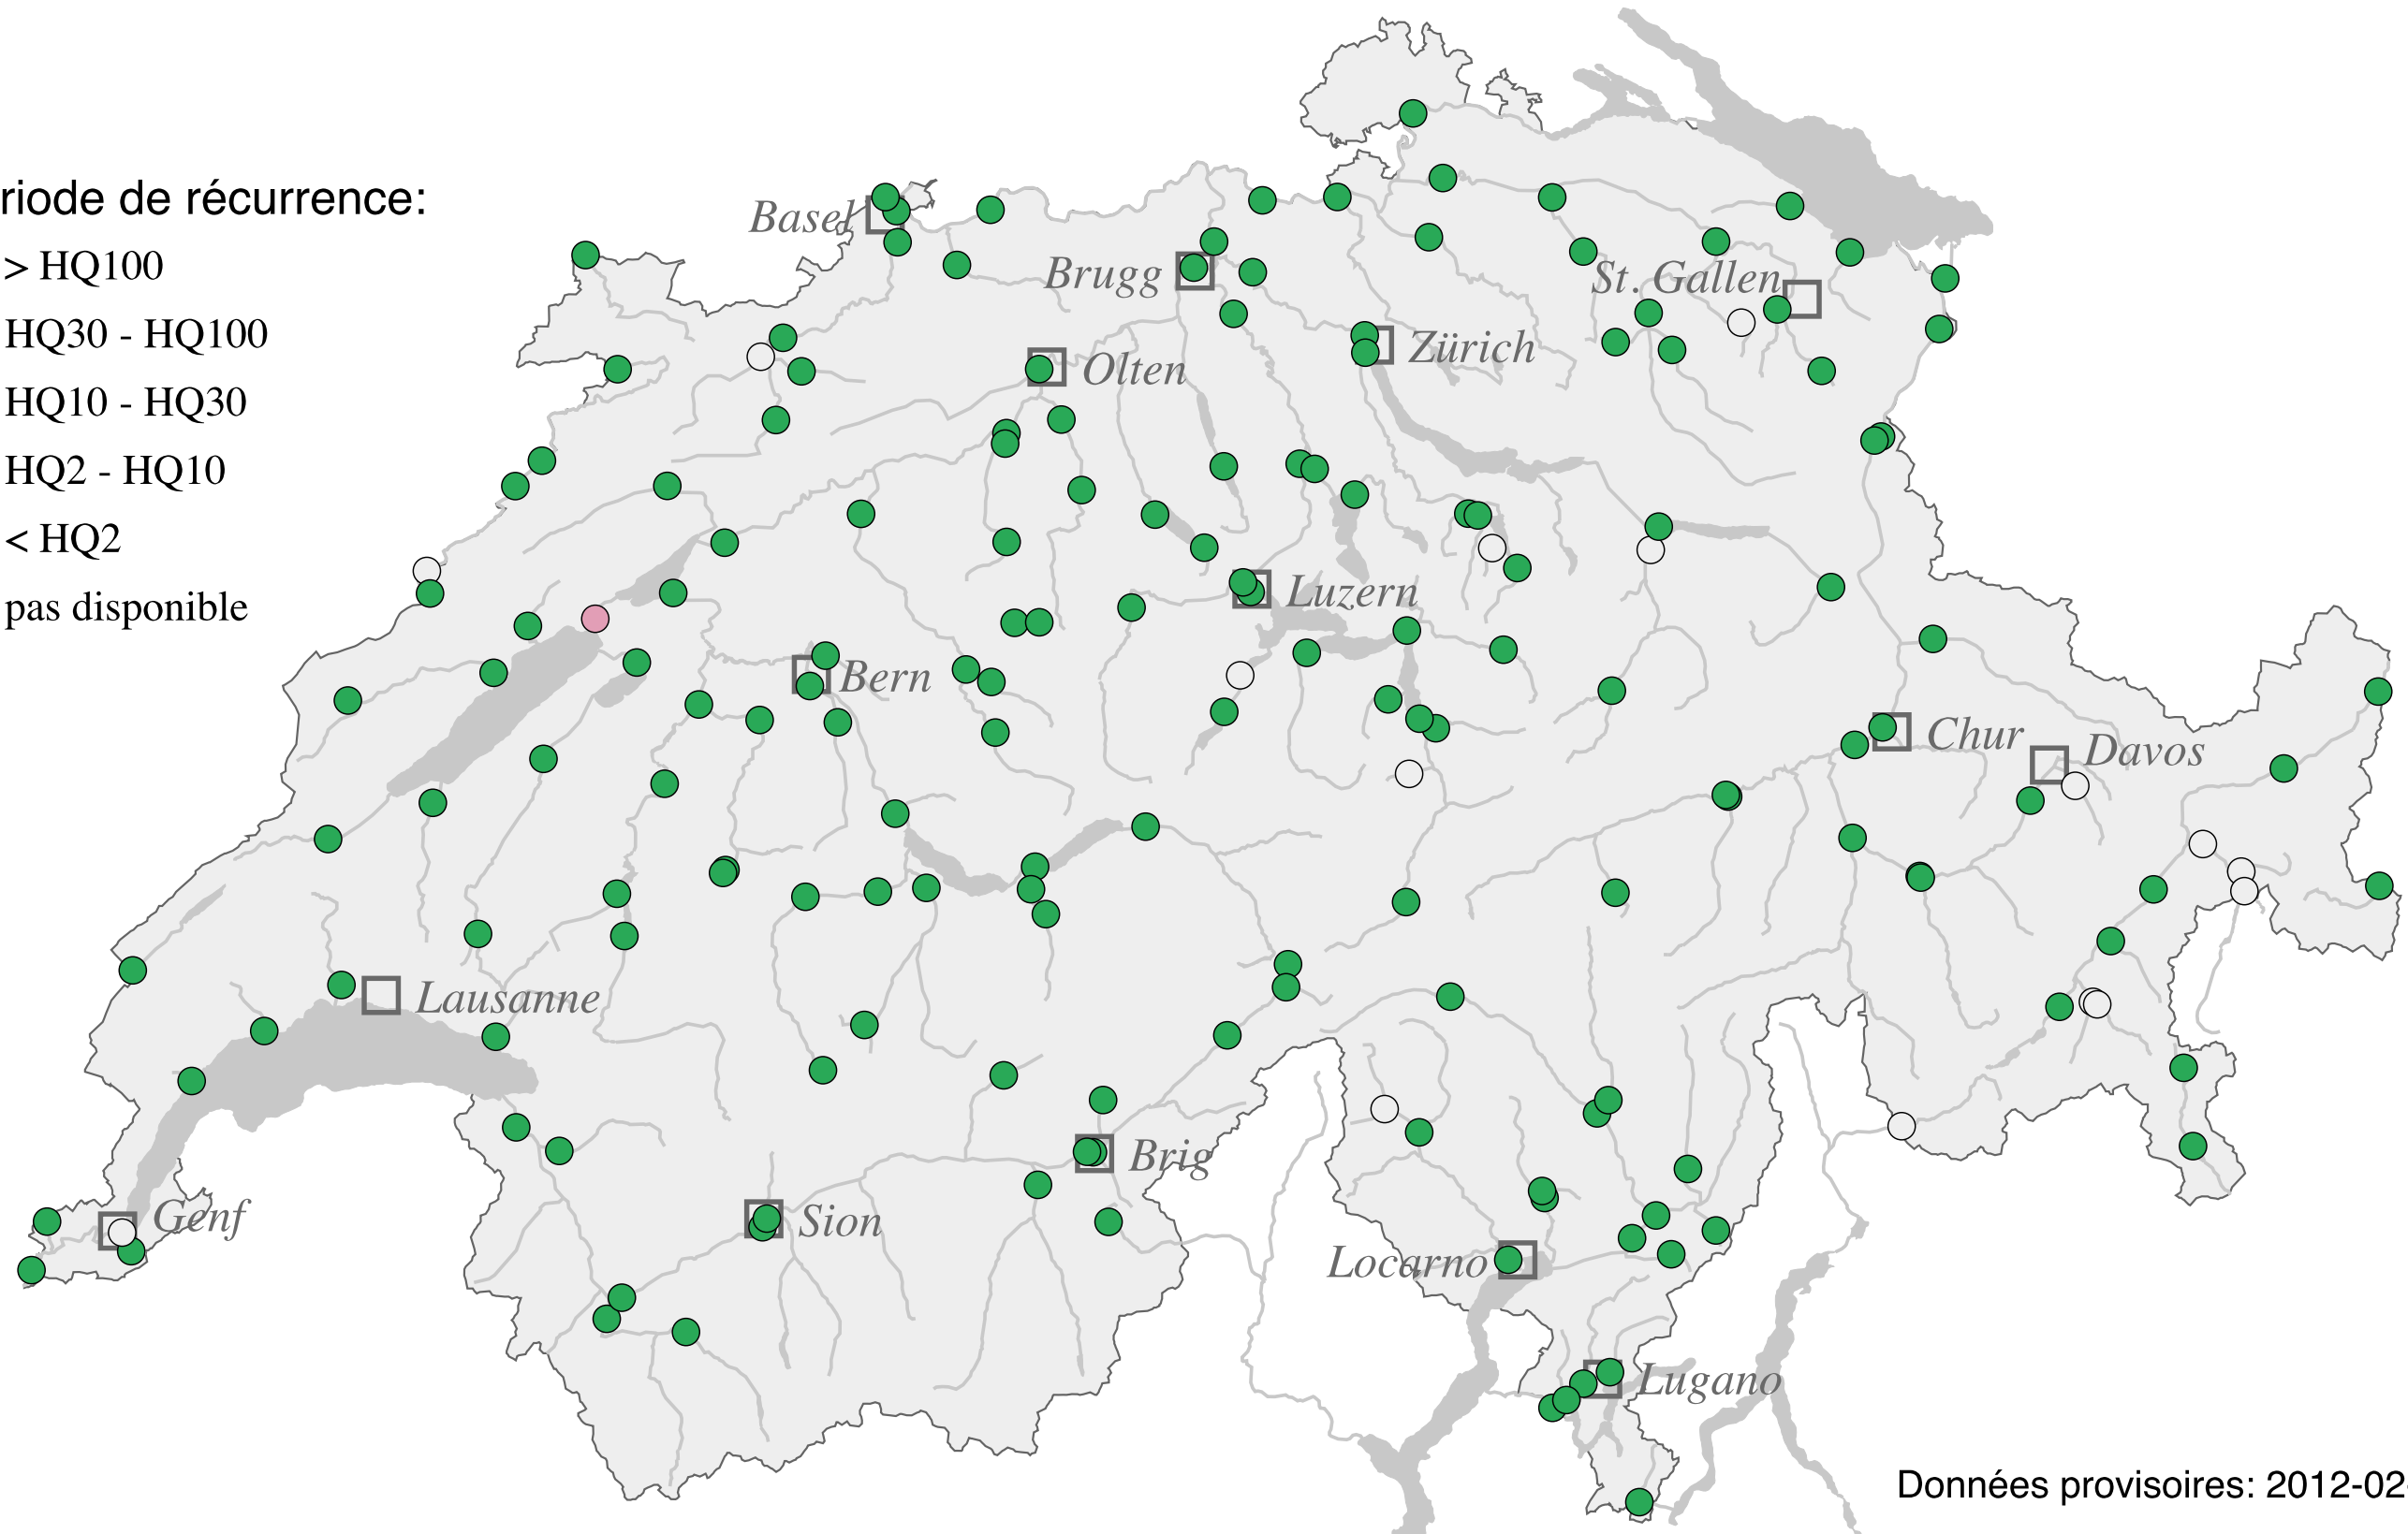 riode de récurrence:
> HQ100
HQ30 - HQ100
HQ10 - HQ30
HQ2 - HQ10
< HQ2
pas disponible
Basel
Brugg
St. Gallen
Olten
Zürich
Luzern
Bern
Chur
Davos
Lausanne
Brig
Genf
Sion
Locarno
Lugano
Données provisoires: 2012-02